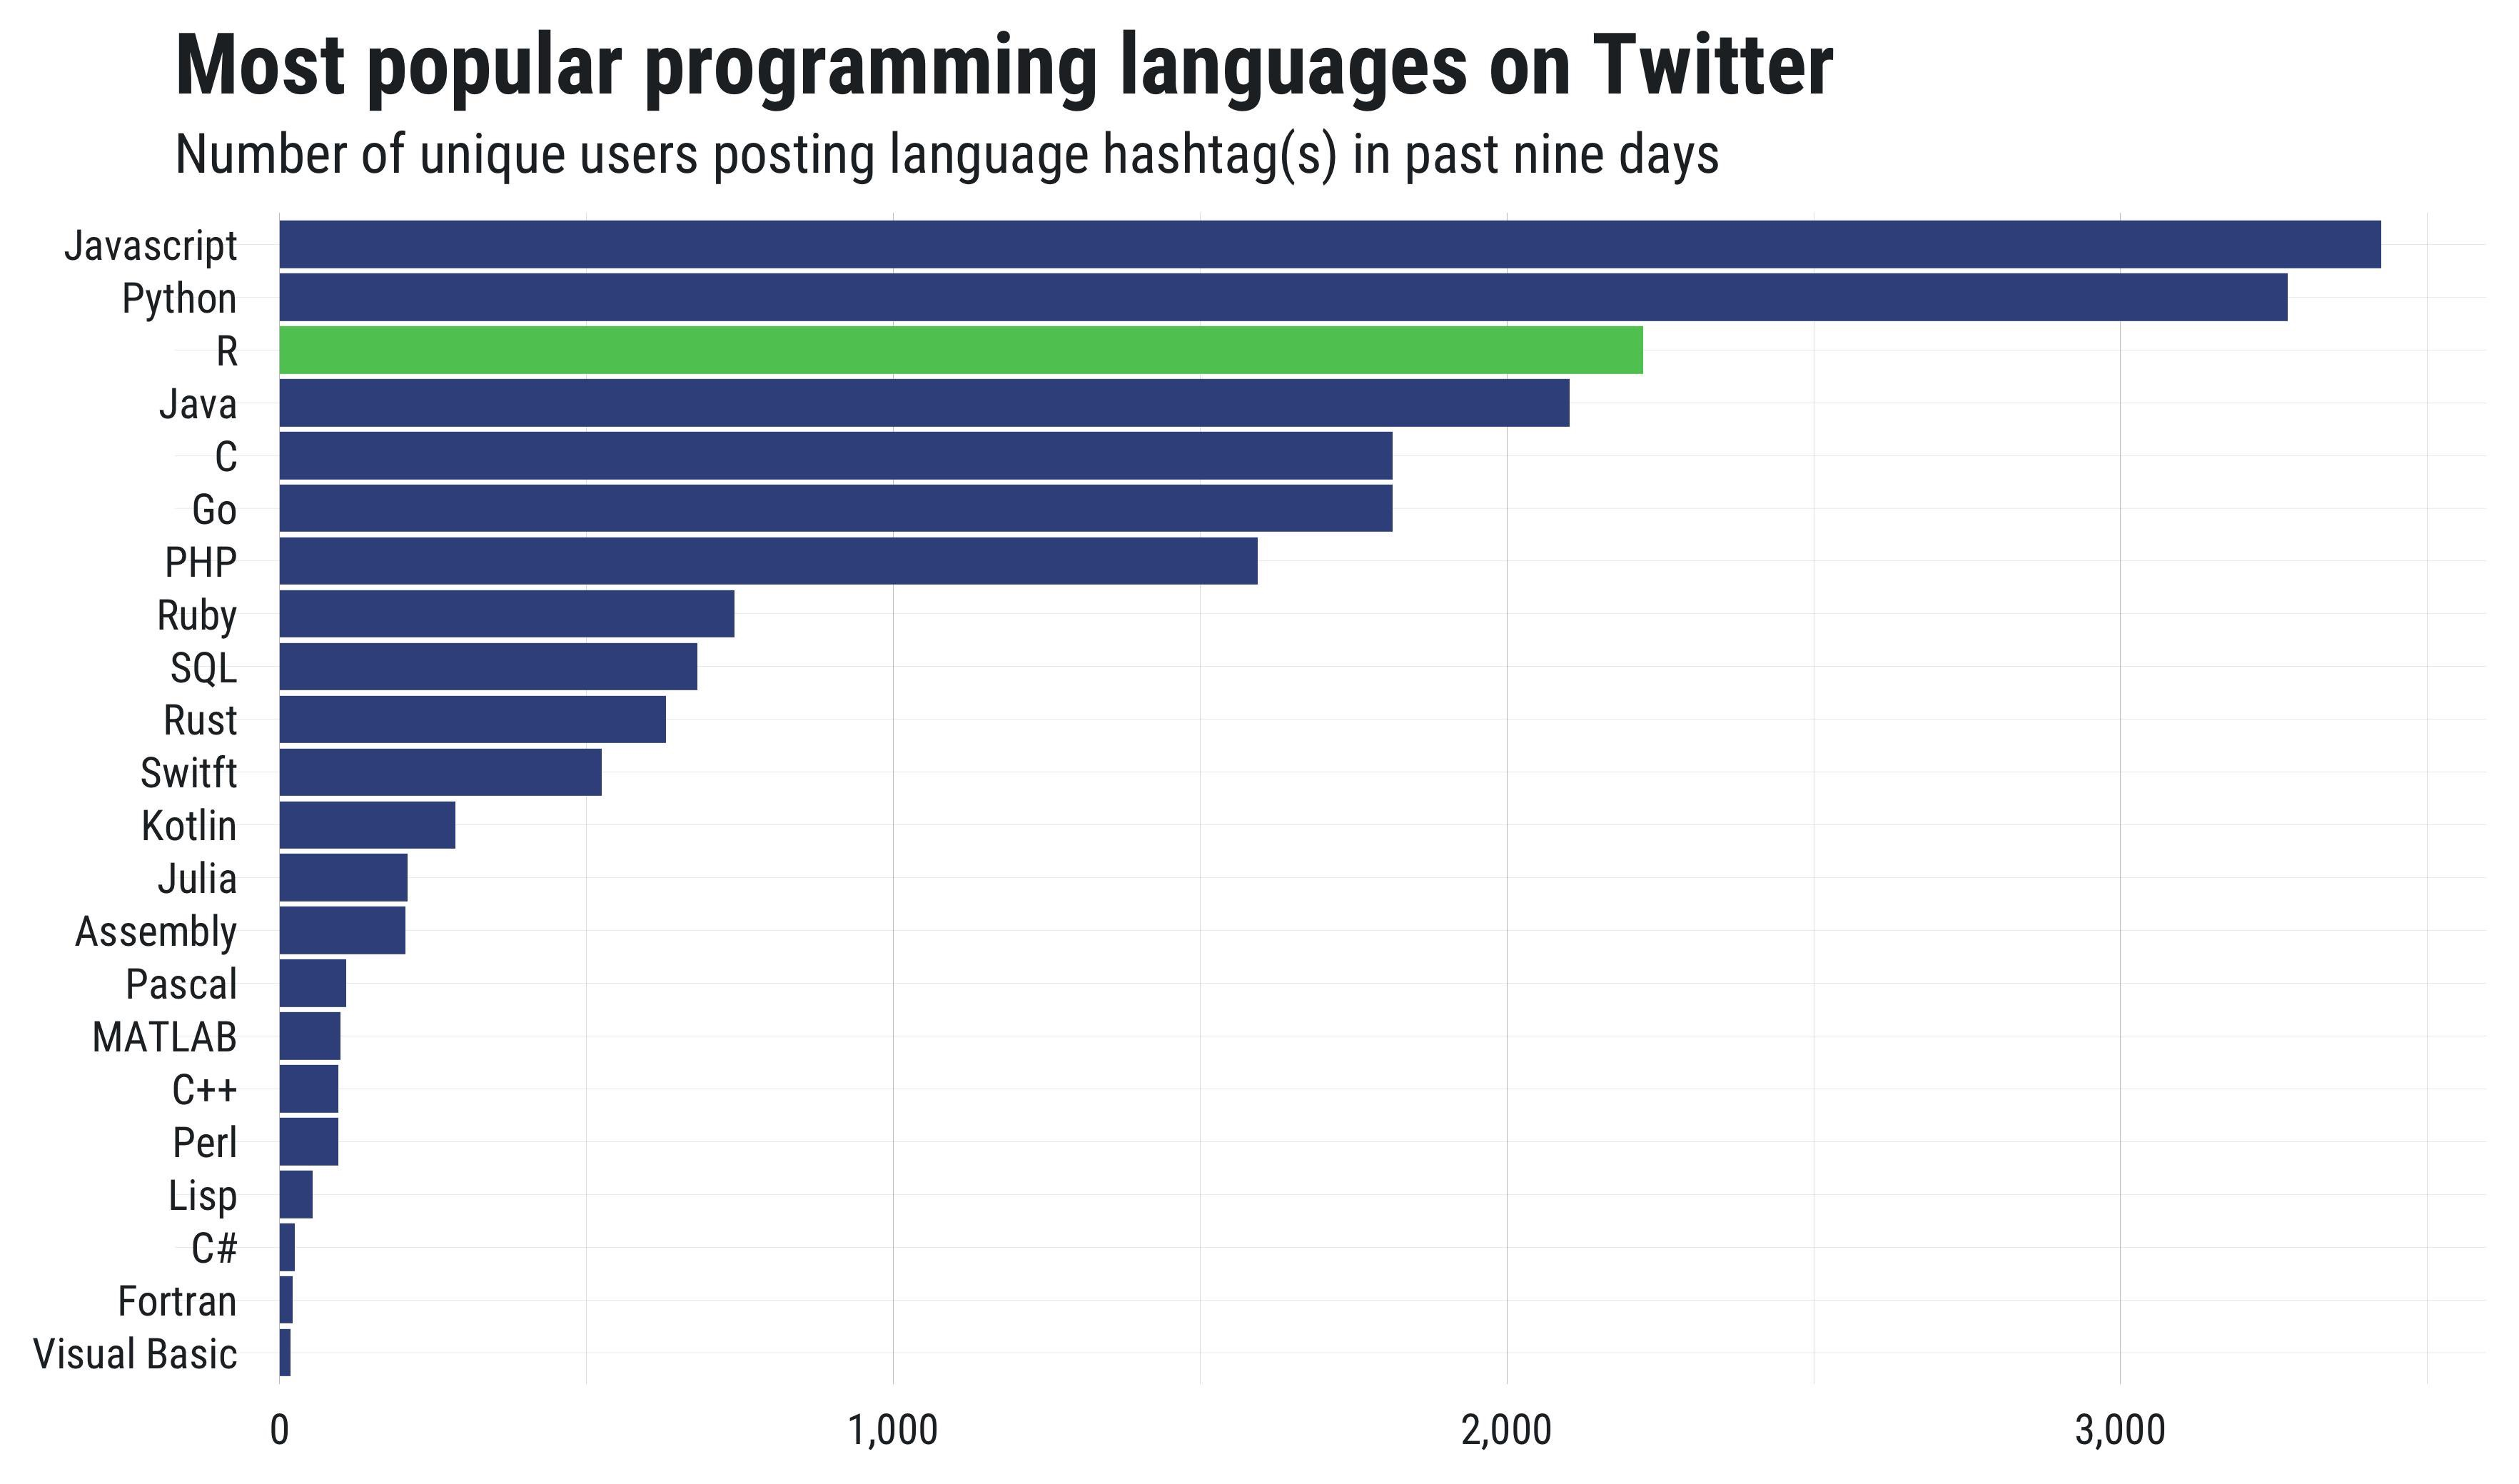 Most popular programming languages on Twitter
Number of unique users posting language hashtag(s) in past nine days
Javascript
Python
R
Java
C
Go
PHP
Ruby
SQL
Rust
Switft
Kotlin
Julia
Assembly
Pascal
MATLAB
C++
Perl
Lisp
C#
Fortran
Visual Basic
0 1,000 2,000 3,000